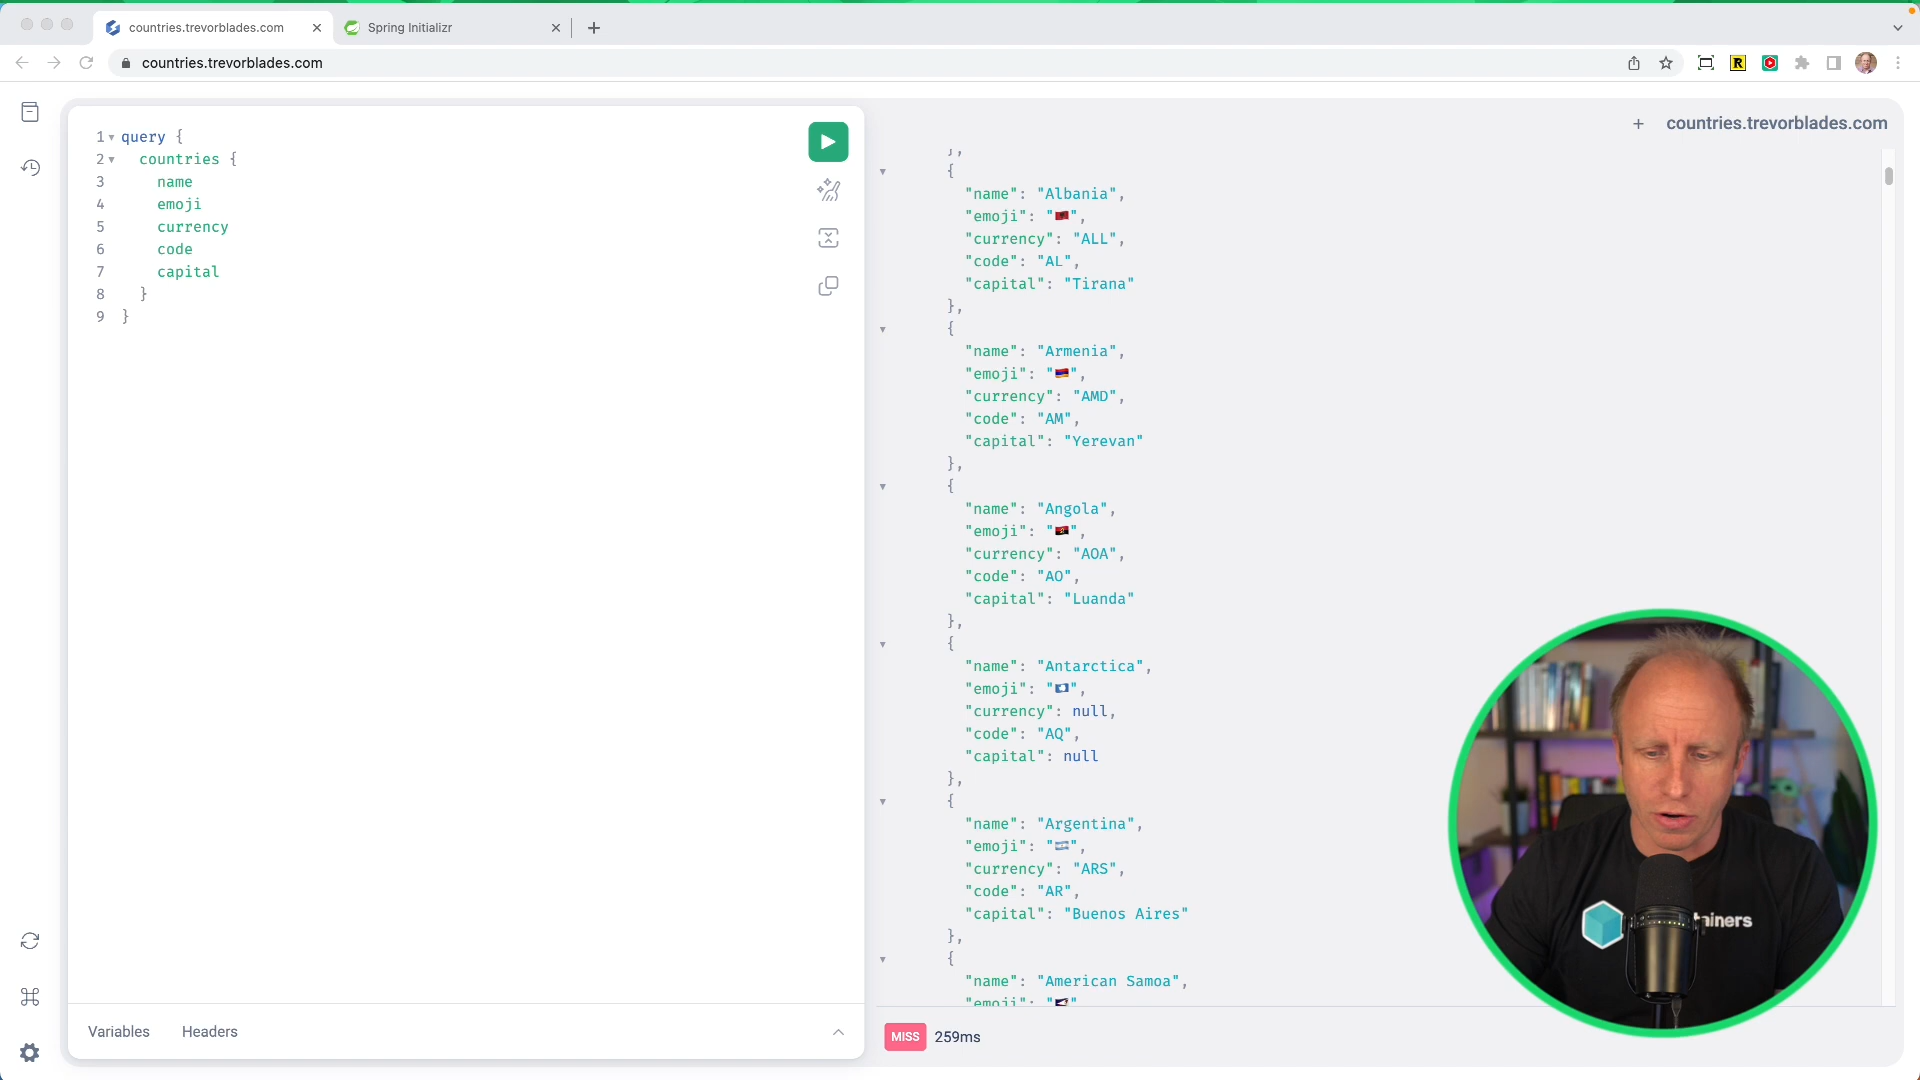 countries.trevorblades.com
Spring Initializr
countries.trevorblades.com
+ countries.trevorblades.com
1 query {
2 countries {
3 name
4 emoji
5 currency
6 code
7 capital
8 }
9 }
},
{
"name": "Albania",
"emoji": "🇦🇱",
"currency": "ALL",
"code": "AL",
"capital": "Tirana"
},
{
"name": "Armenia",
"emoji": "🇦🇲",
"currency": "AMD",
"code": "AM",
"capital": "Yerevan"
},
{
"name": "Angola",
"emoji": "🇦🇴",
"currency": "AOA",
"code": "AO",
"capital": "Luanda"
},
{
"name": "Antarctica",
"emoji": "🇦🇶",
"currency": null,
"code": "AQ",
"capital": null
},
{
"name": "Argentina",
"emoji": "🇦🇷",
"currency": "ARS",
"code": "AR",
"capital": "Buenos Aires"
},
{
"name": "American Samoa",
"emoji": "🇦🇸"
Variables Headers
MISS 259ms